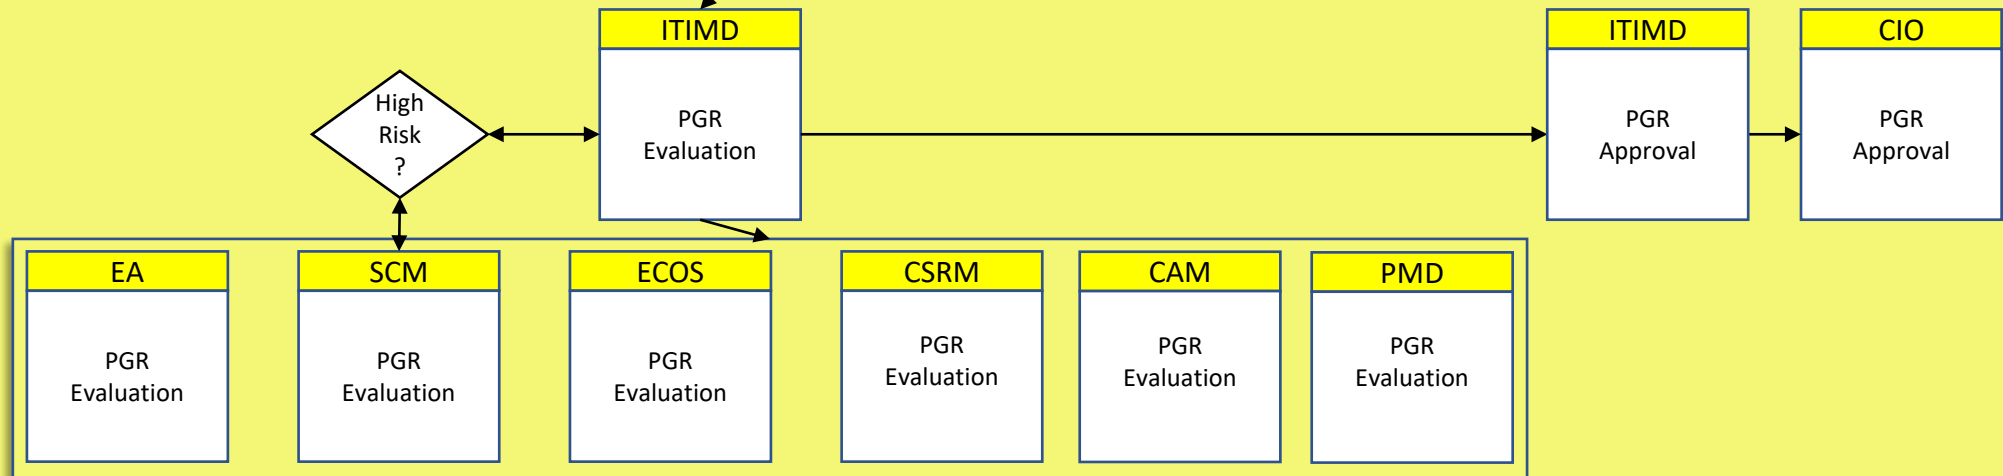 ITIMD
PGR
Evaluation
ITIMD
PGR
Approval
CIO
PGR
Approval
High
Risk
?
EA
PGR
Evaluation
SCM
PGR
Evaluation
ECOS
PGR
Evaluation
CSRM
PGR
Evaluation
CAM
PGR
Evaluation
PMD
PGR
Evaluation